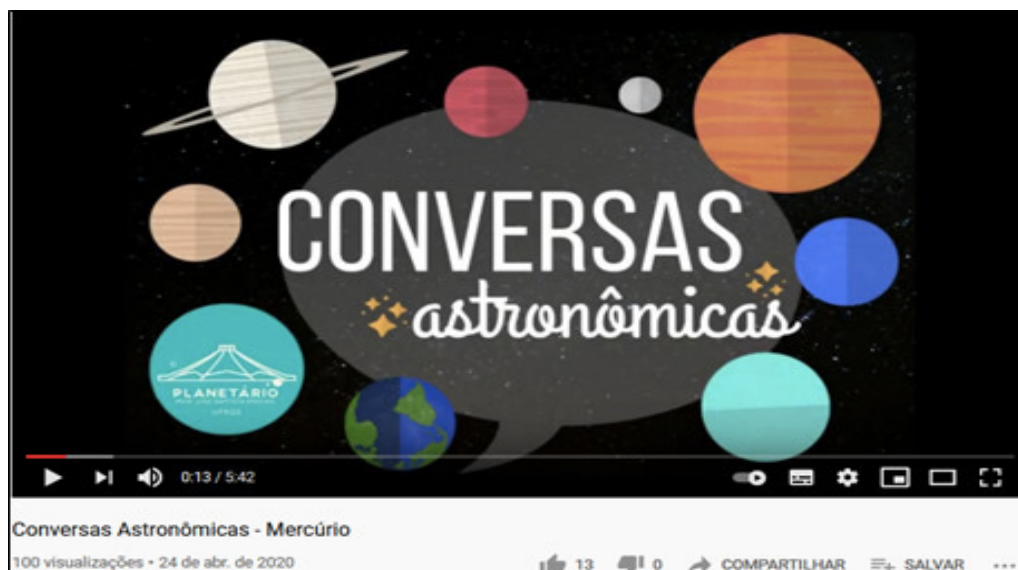 CONVERSAS
astronômicas
PLANETÁRIO
UFRGS
0:13 / 5:42
Conversas Astronômicas - Mercúrio
100 visualizações • 24 de abr. de 2020
13 0 COMPARTILHAR SALVAR